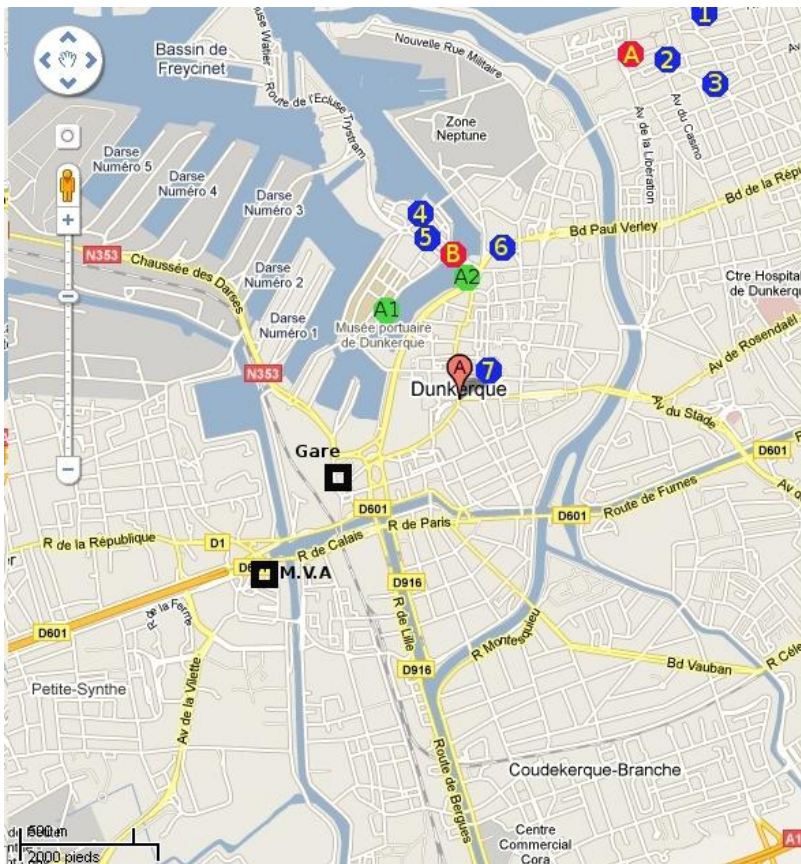 1
Bassin de
Freycinet
Nouvelle Rue Militaire
A
2
3
Route de l'Ecluse Trystram
Zone
Neptune
Av du Casino
Av de la Libération
Darse
Numéro 5
Darse
Numéro 4
Darse
Numéro 3
Darse
Numéro 2
Darse
Numéro 1
4
5
B
6
Bd Paul Verley
Bd de la Répu
N353
Chaussée des Darses
A2
A1
Musée portuaire
de Dunkerque
Ctre Hospital
de Dunkerqu
Av de Rosendaël
N353
A
7
Dunkerque
Av du Stade
Gare
D601
Route de Furnes
D601
D601
R de Paris
R de la République
D1
R de Calais
M.V.A
D601
R de la Ferme
D916
R de Lille
R Montesquieu
D916
Bd Vauban
R Céle
Petite-Synthe
Av de la Vilette
Route de Bergues
Coudekerque-Branche
Centre
Commercial
Cora
A1
500 m
2000 pieds